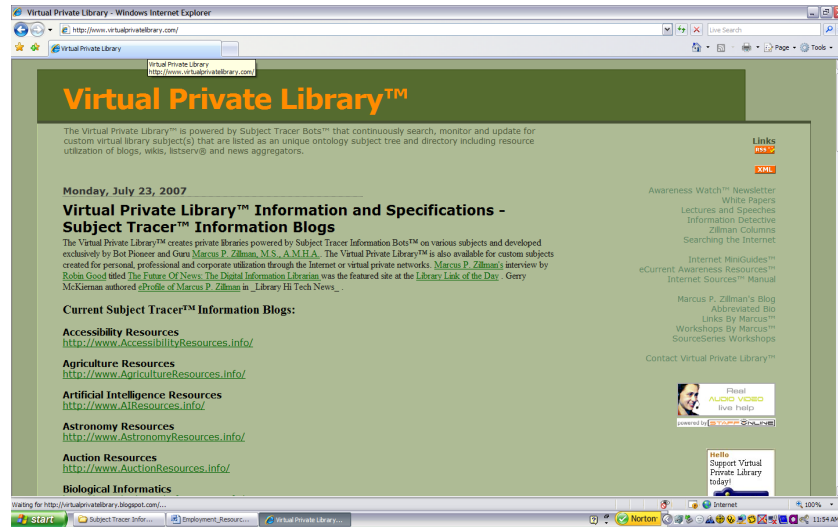 Virtual Private Library - Windows Internet Explorer
http://www.virtualprivatelibrary.com/
Live Search
Virtual Private Library
Page
Tools
Virtual Private Library
http://www.virtualprivatelibrary.com/
Virtual Private Library™
The Virtual Private Library™ is powered by Subject Tracer Bots™ that continuously search, monitor and update for
custom virtual library subject(s) that are listed as an unique ontology subject tree and directory including resource
utilization of blogs, wikis, listserv® and news aggregators.
Monday, July 23, 2007
Virtual Private Library™ Information and Specifications -
Subject Tracer™ Information Blogs
The Virtual Private Library™ creates private libraries powered by Subject Tracer Information Bots™ on various subjects and developed
exclusively by Bot Pioneer and Guru Marcus P. Zillman, M.S., A.M.H.A.. The Virtual Private Library™ is also available for custom subjects
created for personal, professional and corporate utilization through the Internet or virtual private networks. Marcus P. Zillman's interview by
Robin Good titled The Future Of News: The Digital Information Librarian was the featured site at the Library Link of the Day . Gerry
McKiernan authored eProfile of Marcus P. Zillman in _Library Hi Tech News_ .
Current Subject Tracer™ Information Blogs:
Accessibility Resources
http://www.AccessibilityResources.info/
Agriculture Resources
http://www.AgricultureResources.info/
Artificial Intelligence Resources
http://www.AIResources.info/
Astronomy Resources
http://www.AstronomyResources.info/
Auction Resources
http://www.AuctionResources.info/
Biological Informatics
Links
RSS
XML
Awareness Watch™ Newsletter
White Papers
Lectures and Speeches
Information Detective
Zillman Columns
Searching the Internet
Internet MiniGuides™
eCurrent Awareness Resources™
Internet Sources™ Manual
Marcus P. Zillman's Blog
Abbreviated Bio
Links By Marcus™
Workshops By Marcus™
SourceSeries Workshops
Contact Virtual Private Library™
Real
AUDIO VIDEO
live help
powered by STAFF ONLINE
Hello
Support Virtual
Private Library
today!
Waiting for http://virtualprivatelibrary.blogspot.com/...
Internet
100%
start
Subject Tracer Infor...
Employment_Resourc...
Virtual Private Library...
Norton
11:54 AM